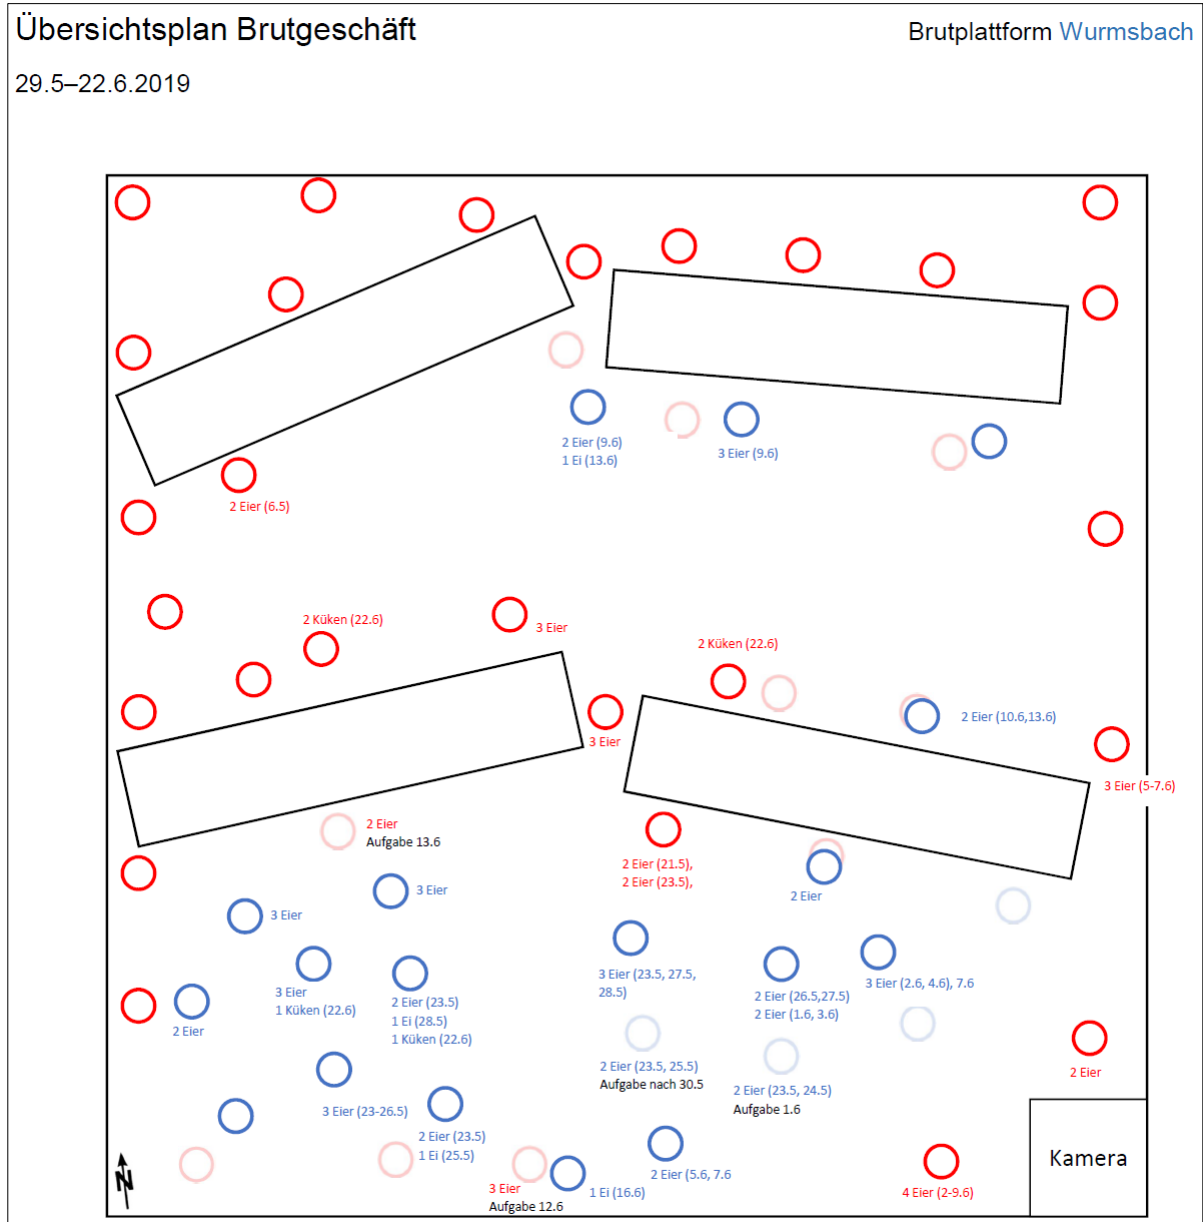 Übersichtsplan Brutgeschäft
Brutplattform Wurmsbach
29.5–22.6.2019
2 Eier (9.6)
1 Ei (13.6)
3 Eier (9.6)
2 Eier (6.5)
2 Küken (22.6)
3 Eier
2 Küken (22.6)
2 Eier (10.6,13.6)
3 Eier
3 Eier (5-7.6)
2 Eier
Aufgabe 13.6
2 Eier (21.5),
2 Eier (23.5),
3 Eier
2 Eier
3 Eier
3 Eier (23.5, 27.5,
28.5)
3 Eier (2.6, 4.6), 7.6
3 Eier
1 Küken (22.6)
2 Eier (23.5)
1 Ei (28.5)
1 Küken (22.6)
2 Eier (26.5,27.5)
2 Eier (1.6, 3.6)
2 Eier
2 Eier (23.5, 25.5)
Aufgabe nach 30.5
2 Eier
2 Eier (23.5, 24.5)
Aufgabe 1.6
3 Eier (23-26.5)
2 Eier (23.5)
1 Ei (25.5)
2 Eier (5.6, 7.6
Kamera
3 Eier
Aufgabe 12.6
1 Ei (16.6)
4 Eier (2-9.6)
N